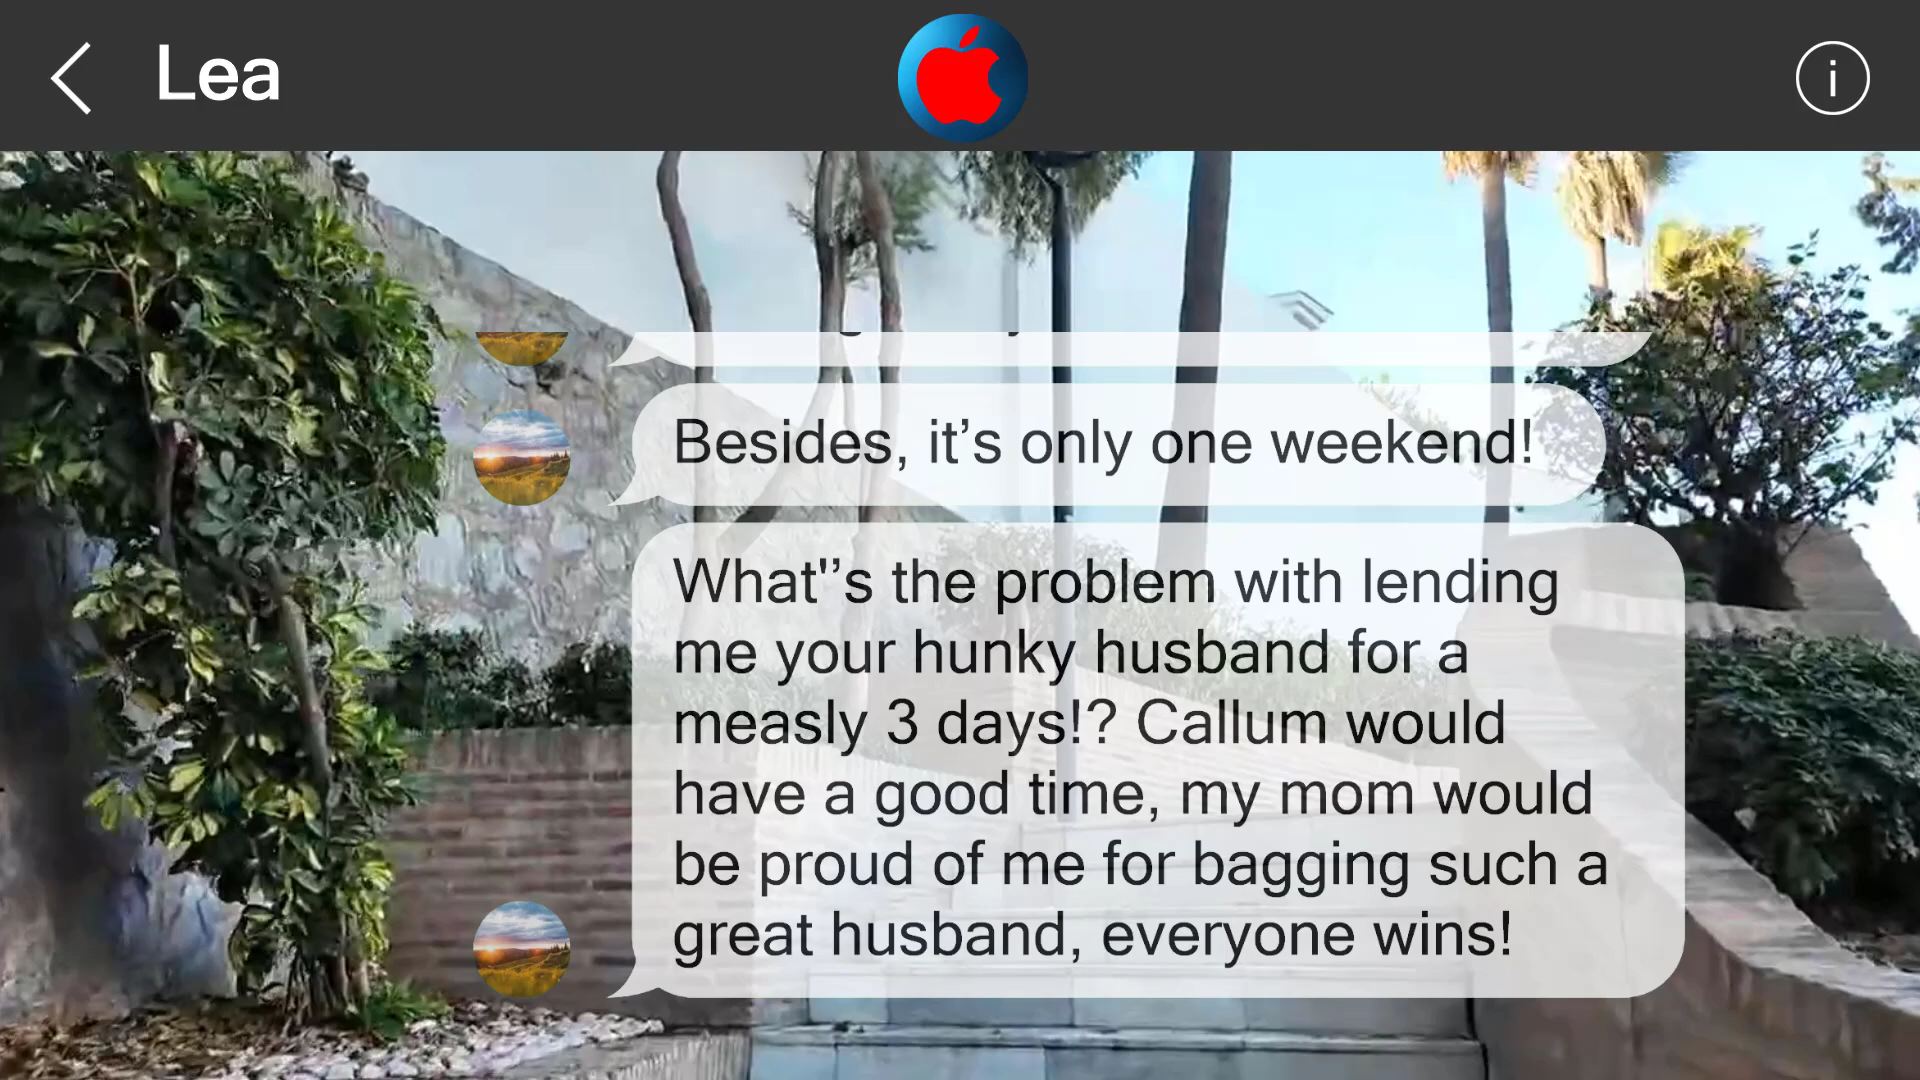 Lea
Besides, it’s only one weekend!
What'’s the problem with lending
me your hunky husband for a
measly 3 days!? Callum would
have a good time, my mom would
be proud of me for bagging such a
great husband, everyone wins!